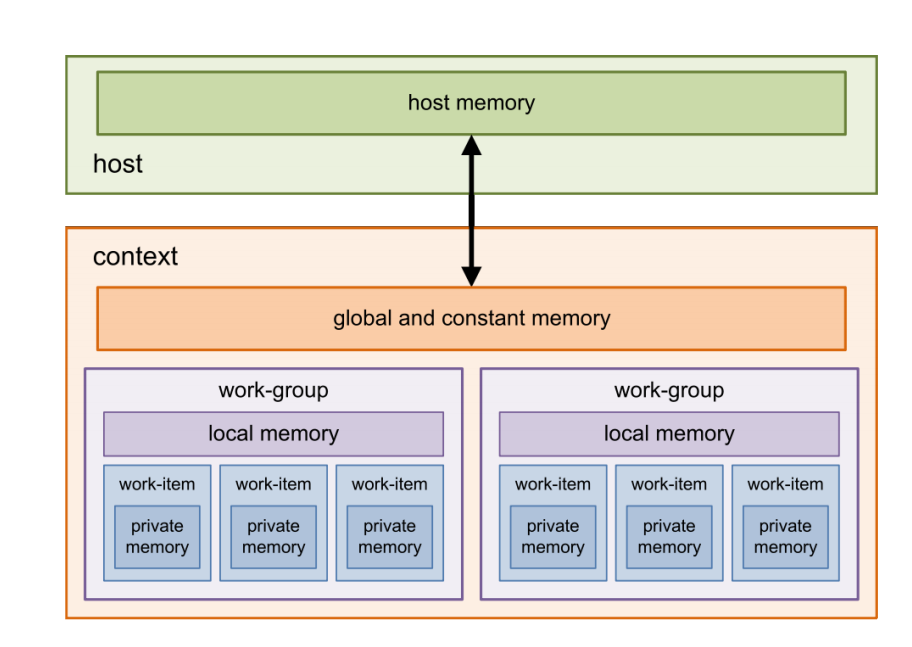 host memory
host
context
global and constant memory
work-group
local memory
work-item
private
memory
work-item
private
memory
work-item
private
memory
work-group
local memory
work-item
private
memory
work-item
private
memory
work-item
private
memory